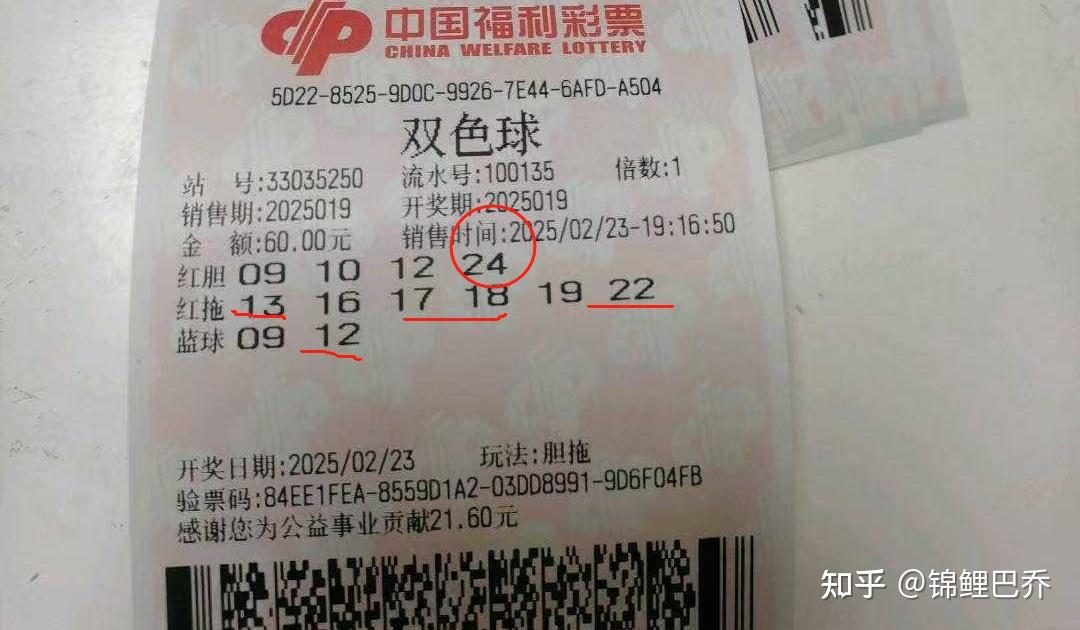 中国福利彩票
CHINA WELFARE LOTTERY
5D22-8525-9D0C-9926-7E44-6AFD-A504
双色球
站 号:33035250 流水号:100135 倍数:1
销售期:2025019 开奖期:2025019
金 额:60.00元 销售时间:2025/02/23-19:16:50
红胆 09 10 12 24
红拖 13 16 17 18 19 22
蓝球 09 12
开奖日期:2025/02/23 玩法:胆拖
验票码:84EE1FEA-8559D1A2-03DD8991-9D6F04FB
感谢您为公益事业贡献21.60元
知乎 @锦鲤巴乔